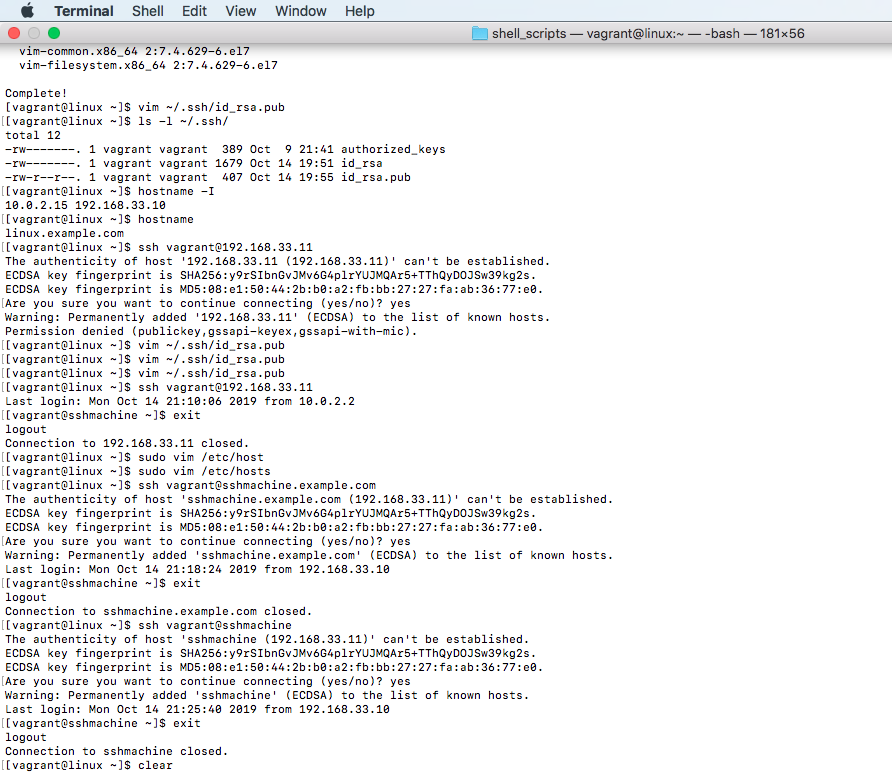 Terminal Shell Edit View Window Help
shell_scripts — vagrant@linux:~ — -bash — 181×56
vim-common.x86_64 2:7.4.629-6.el7
vim-filesystem.x86_64 2:7.4.629-6.el7
Complete!
[vagrant@linux ~]$ vim ~/.ssh/id_rsa.pub
[[vagrant@linux ~]$ ls -l ~/.ssh/
total 12
-rw-------. 1 vagrant vagrant  389 Oct  9 21:41 authorized_keys
-rw-------. 1 vagrant vagrant 1679 Oct 14 19:51 id_rsa
-rw-r--r--. 1 vagrant vagrant  407 Oct 14 19:55 id_rsa.pub
[[vagrant@linux ~]$ hostname -I
10.0.2.15 192.168.33.10
[[vagrant@linux ~]$ hostname
linux.example.com
[[vagrant@linux ~]$ ssh vagrant@192.168.33.11
The authenticity of host '192.168.33.11 (192.168.33.11)' can't be established.
ECDSA key fingerprint is SHA256:y9rSIbnGvJMv6G4plrYUJMQAr5+TThQyDOJSw39kg2s.
ECDSA key fingerprint is MD5:08:e1:50:44:2b:b0:a2:fb:bb:27:27:fa:ab:36:77:e0.
[Are you sure you want to continue connecting (yes/no)? yes
Warning: Permanently added '192.168.33.11' (ECDSA) to the list of known hosts.
Permission denied (publickey,gssapi-keyex,gssapi-with-mic).
[[vagrant@linux ~]$ vim ~/.ssh/id_rsa.pub
[[vagrant@linux ~]$ vim ~/.ssh/id_rsa.pub
[[vagrant@linux ~]$ vim ~/.ssh/id_rsa.pub
[[vagrant@linux ~]$ ssh vagrant@192.168.33.11
Last login: Mon Oct 14 21:10:06 2019 from 10.0.2.2
[[vagrant@sshmachine ~]$ exit
logout
Connection to 192.168.33.11 closed.
[[vagrant@linux ~]$ sudo vim /etc/host
[[vagrant@linux ~]$ sudo vim /etc/hosts
[[vagrant@linux ~]$ ssh vagrant@sshmachine.example.com
The authenticity of host 'sshmachine.example.com (192.168.33.11)' can't be established.
ECDSA key fingerprint is SHA256:y9rSIbnGvJMv6G4plrYUJMQAr5+TThQyDOJSw39kg2s.
ECDSA key fingerprint is MD5:08:e1:50:44:2b:b0:a2:fb:bb:27:27:fa:ab:36:77:e0.
[Are you sure you want to continue connecting (yes/no)? yes
Warning: Permanently added 'sshmachine.example.com' (ECDSA) to the list of known hosts.
Last login: Mon Oct 14 21:18:24 2019 from 192.168.33.10
[[vagrant@sshmachine ~]$ exit
logout
Connection to sshmachine.example.com closed.
[[vagrant@linux ~]$ ssh vagrant@sshmachine
The authenticity of host 'sshmachine (192.168.33.11)' can't be established.
ECDSA key fingerprint is SHA256:y9rSIbnGvJMv6G4plrYUJMQAr5+TThQyDOJSw39kg2s.
ECDSA key fingerprint is MD5:08:e1:50:44:2b:b0:a2:fb:bb:27:27:fa:ab:36:77:e0.
[Are you sure you want to continue connecting (yes/no)? yes
Warning: Permanently added 'sshmachine' (ECDSA) to the list of known hosts.
Last login: Mon Oct 14 21:25:40 2019 from 192.168.33.10
[[vagrant@sshmachine ~]$ exit
logout
Connection to sshmachine closed.
[[vagrant@linux ~]$ clear